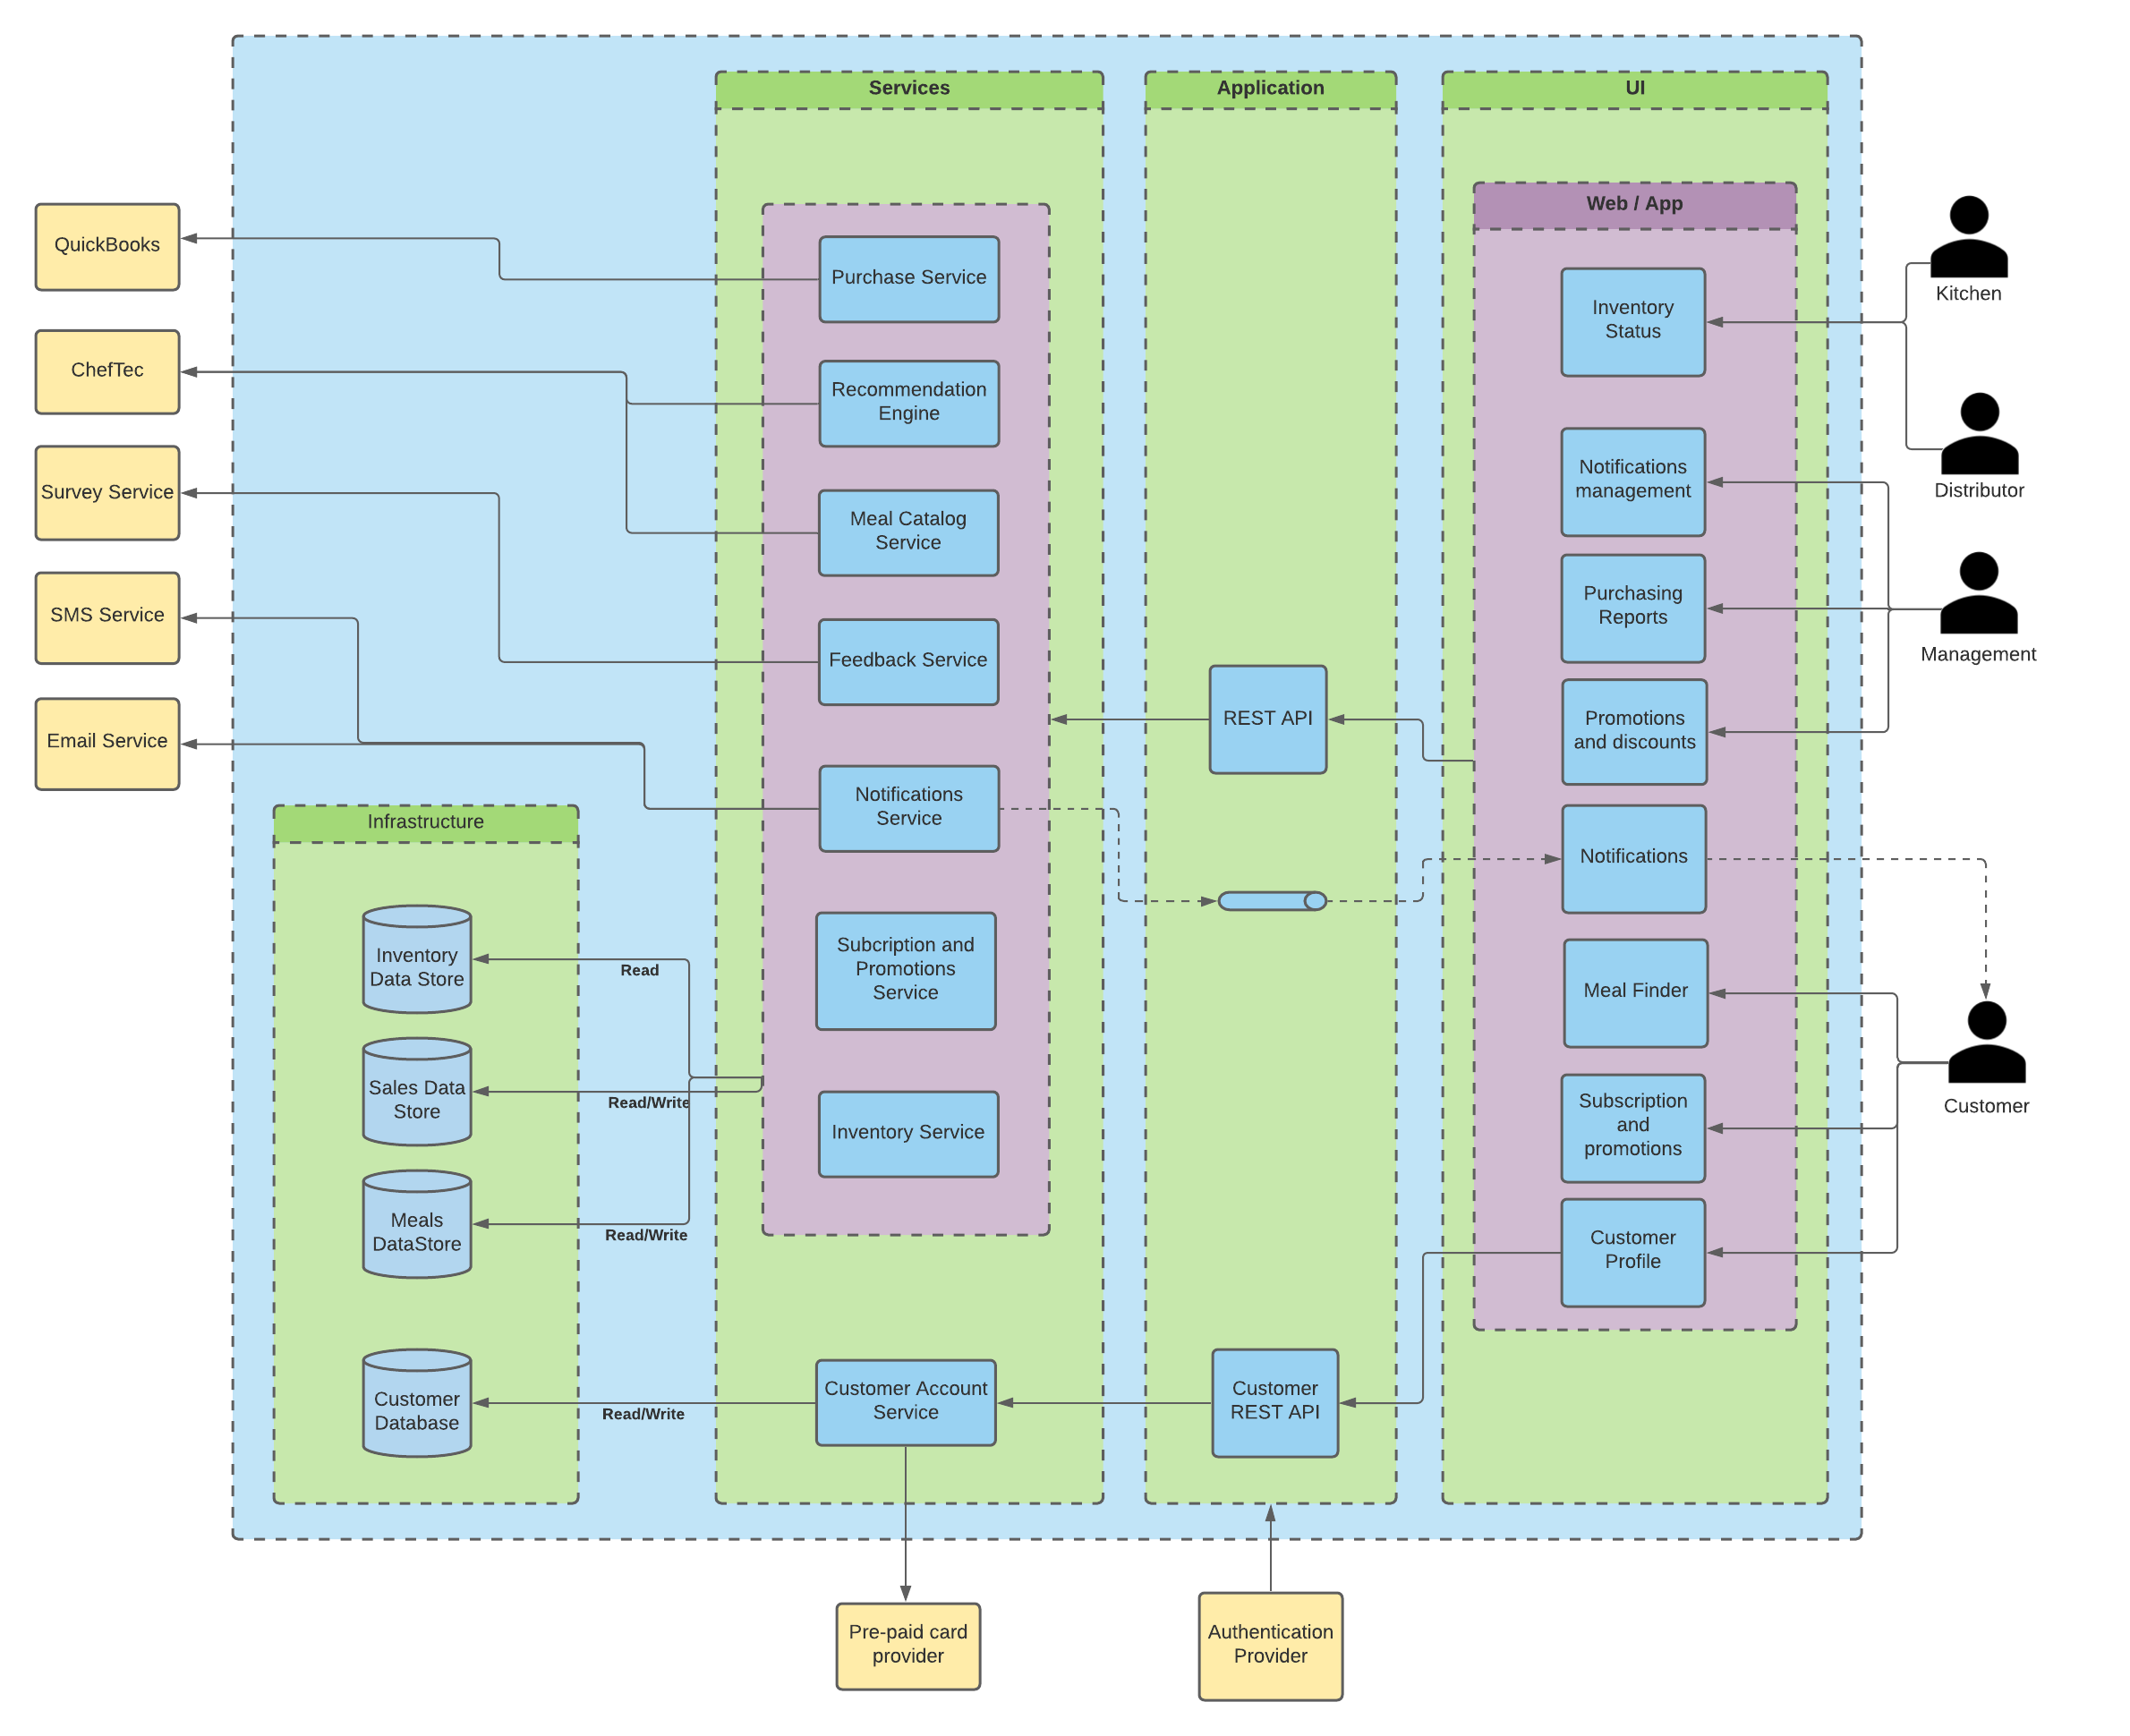 Services
Application
UI
Web / App
QuickBooks
ChefTec
Survey Service
SMS Service
Email Service
Purchase Service
Recommendation
Engine
Meal Catalog
Service
Feedback Service
Notifications
Service
Subcription and
Promotions
Service
Inventory Service
Customer Account
Service
REST API
Customer
REST API
Inventory
Status
Notifications
management
Purchasing
Reports
Promotions
and discounts
Notifications
Meal Finder
Subscription
and
promotions
Customer
Profile
Kitchen
Distributor
Management
Customer
Infrastructure
Inventory
Data Store
Sales Data
Store
Meals
DataStore
Customer
Database
Read
Read/Write
Read/Write
Read/Write
Pre-paid card
provider
Authentication
Provider